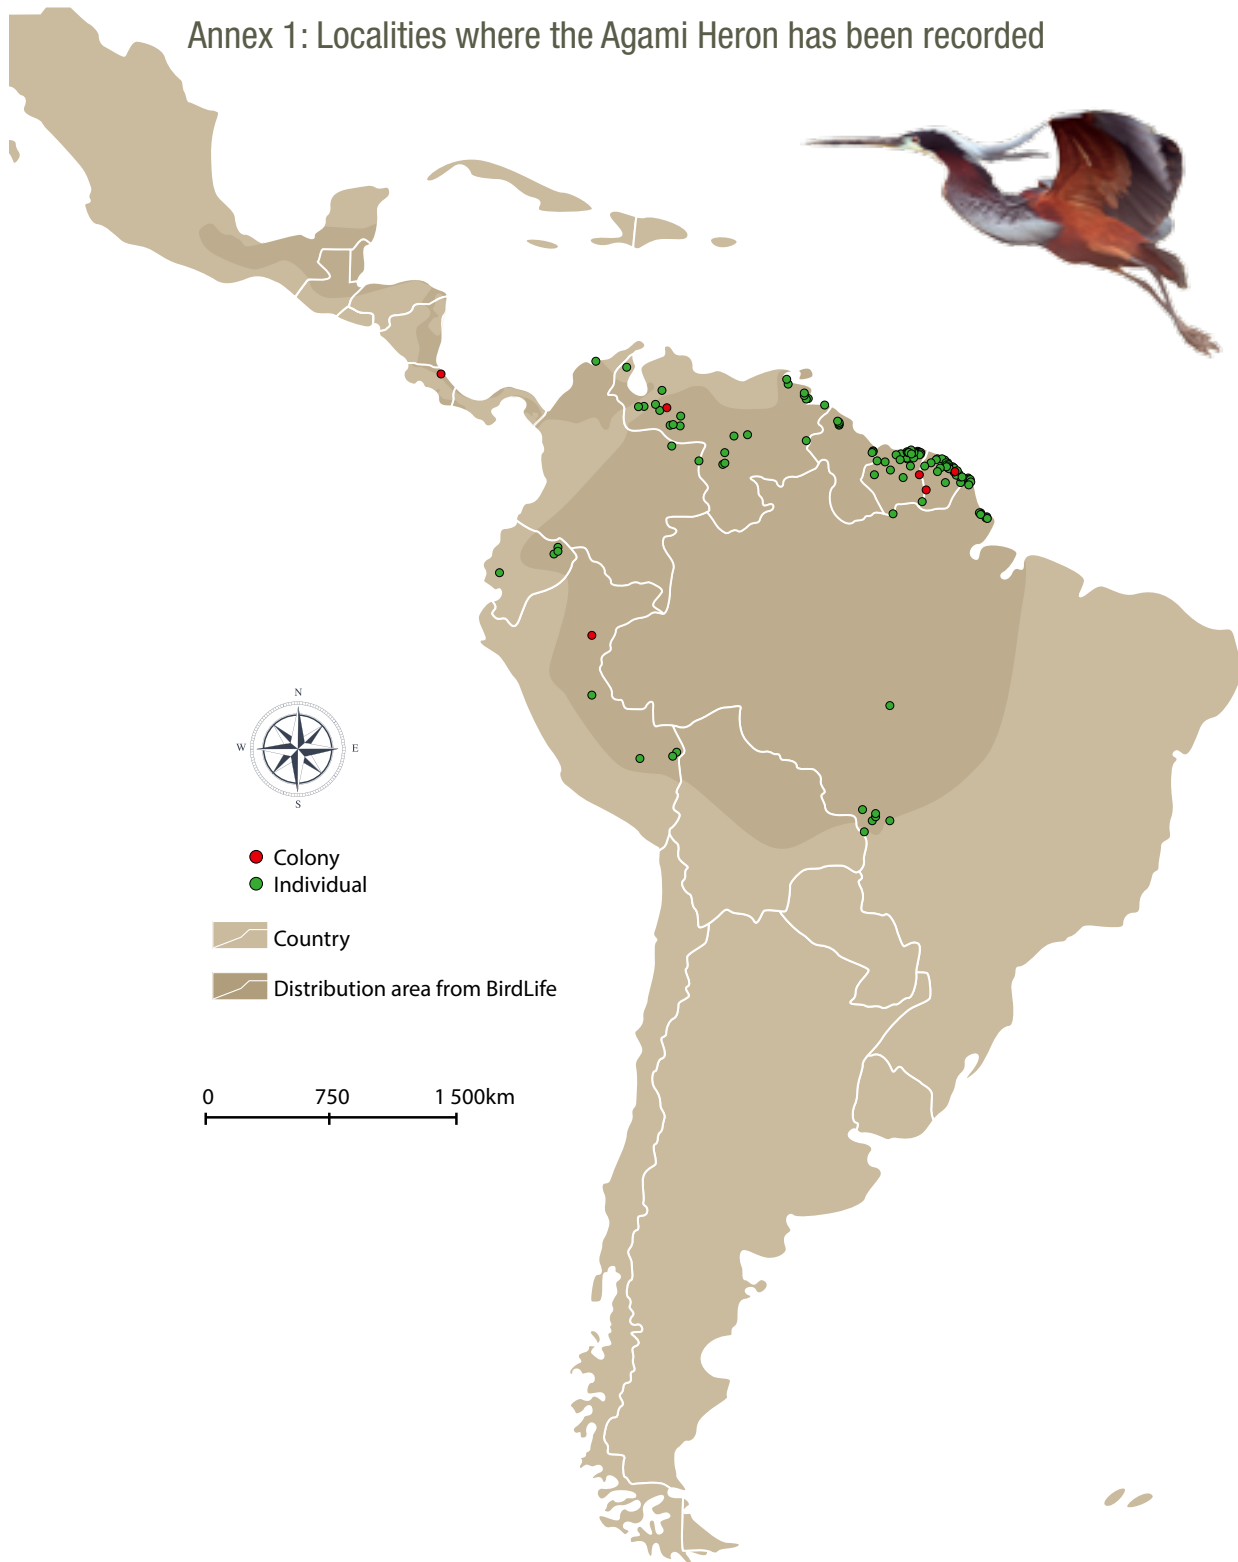 Annex 1: Localities where the Agami Heron has been recorded
N
W E
S
Colony
Individual
Country
Distribution area from BirdLife
0 750 1 500km